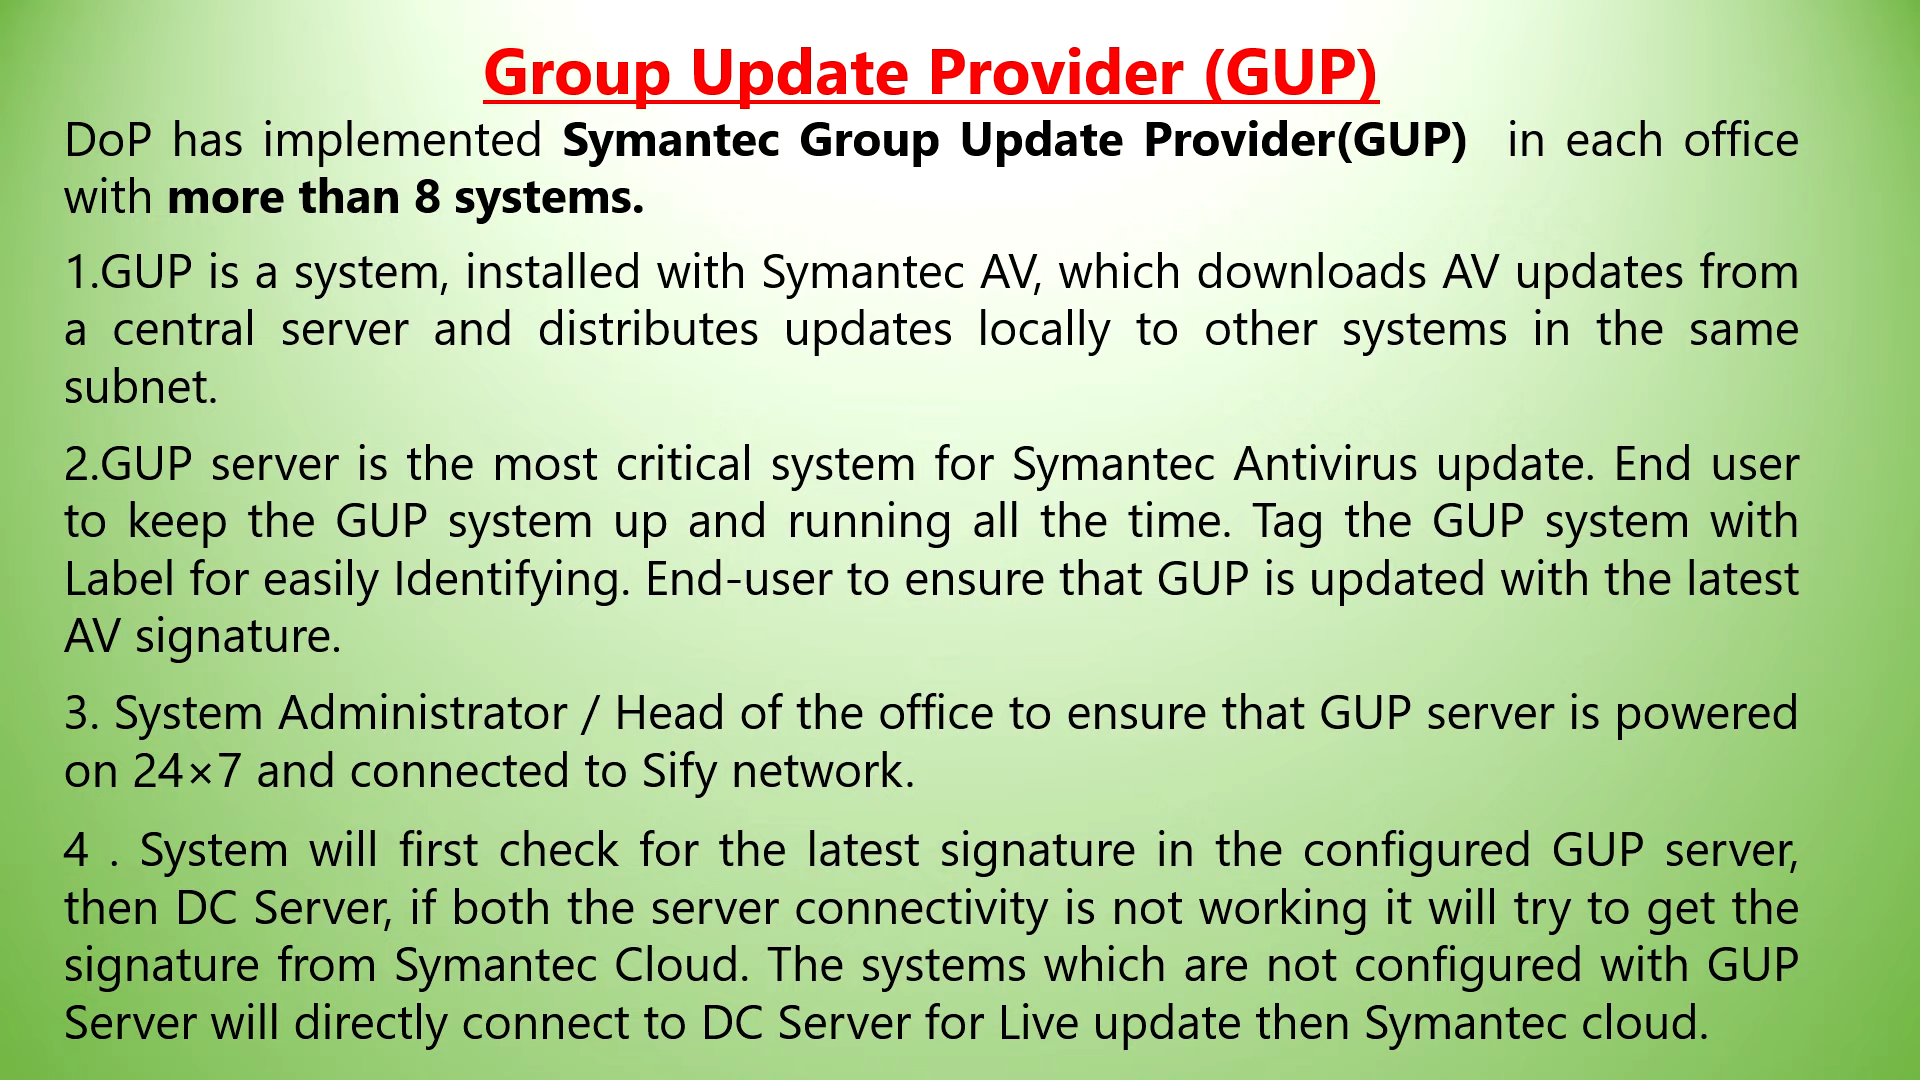 Group Update Provider (GUP)
DoP has implemented Symantec Group Update Provider(GUP) in each office
with more than 8 systems.
1.GUP is a system, installed with Symantec AV, which downloads AV updates from
a central server and distributes updates locally to other systems in the same
subnet.
2.GUP server is the most critical system for Symantec Antivirus update. End user
to keep the GUP system up and running all the time. Tag the GUP system with
Label for easily Identifying. End-user to ensure that GUP is updated with the latest
AV signature.
3. System Administrator / Head of the office to ensure that GUP server is powered
on 24×7 and connected to Sify network.
4 . System will first check for the latest signature in the configured GUP server,
then DC Server, if both the server connectivity is not working it will try to get the
signature from Symantec Cloud. The systems which are not configured with GUP
Server will directly connect to DC Server for Live update then Symantec cloud.